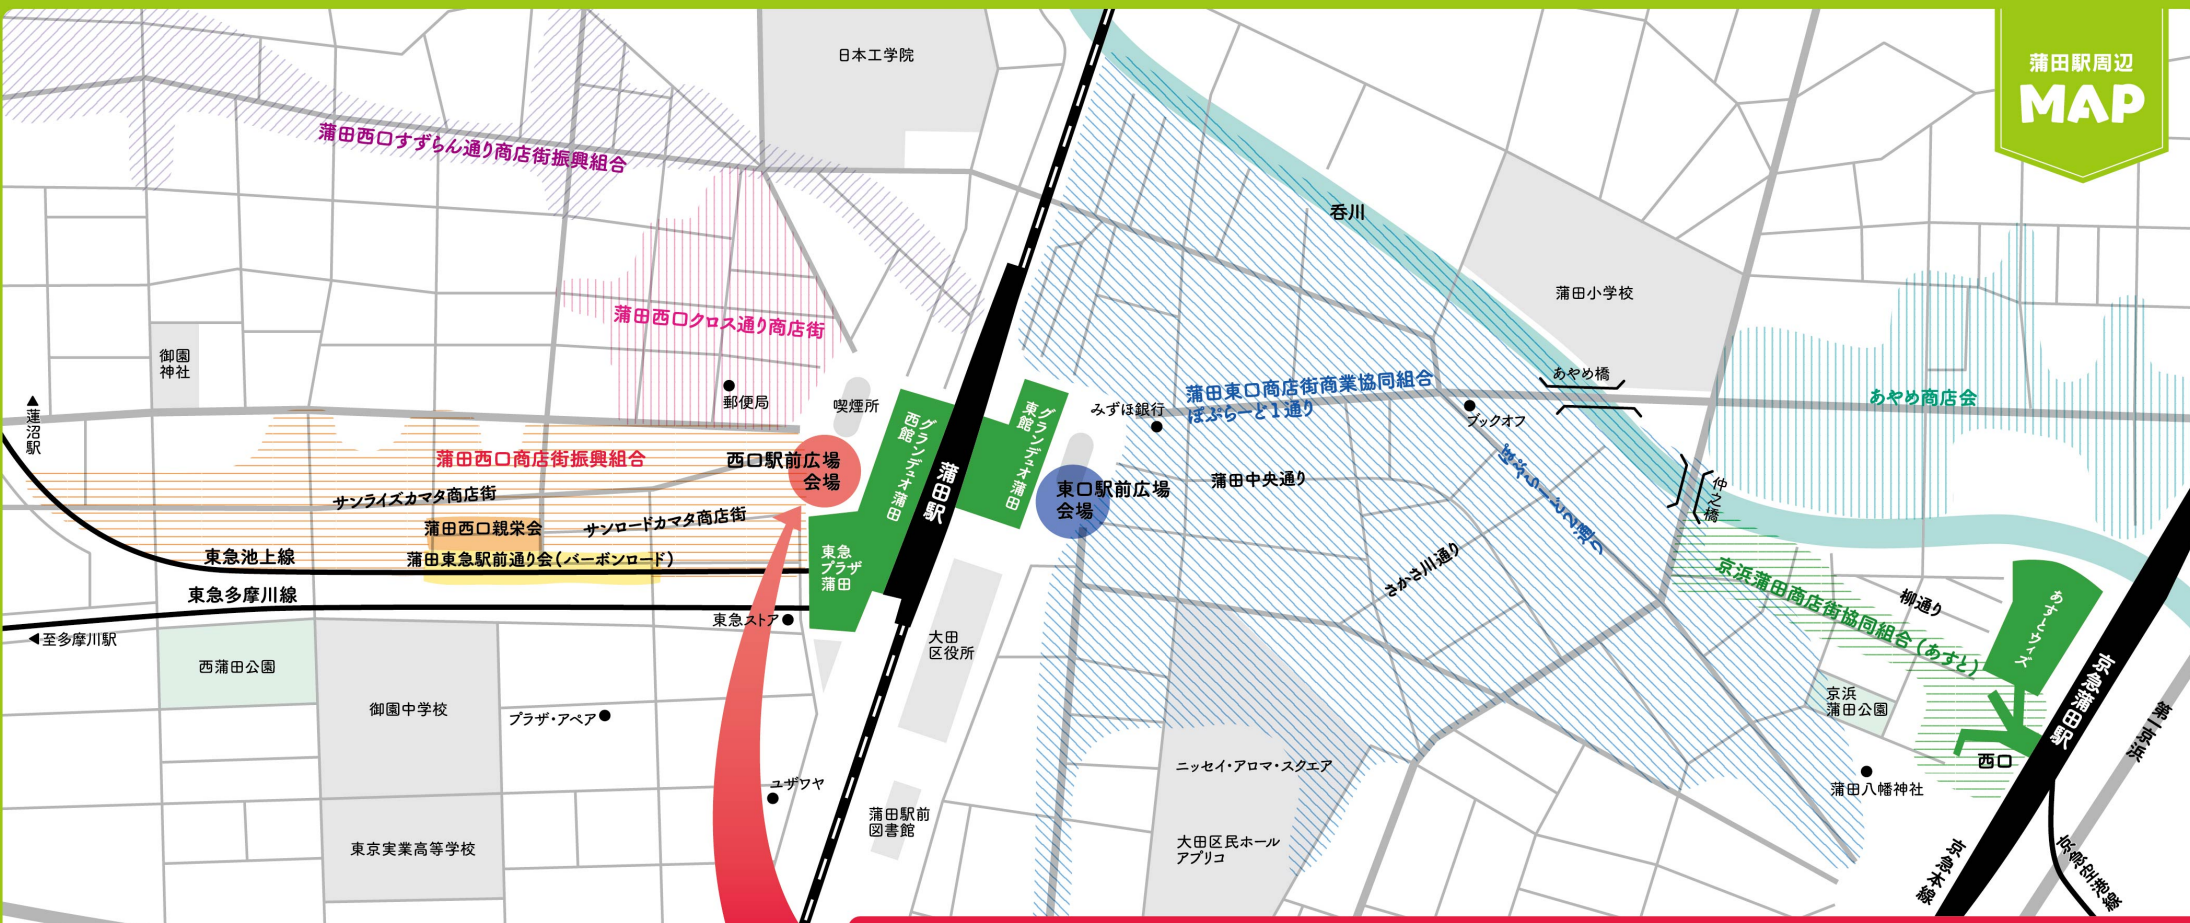 蒲田駅周辺
MAP
日本工学院
蒲田西口すずらん通り商店街振興組合
呑川
蒲田小学校
蒲田西口クロス通り商店街
御園
神社
郵便局
喫煙所
▲蓮沼駅
グランデュオ蒲田
西館
グランデュオ蒲田
東館
蒲田駅
みずほ銀行
蒲田東口商店街商業協同組合
ぽぷらーど1通り
ブックオフ
あやめ橋
あやめ商店会
蒲田西口商店街振興組合
西口駅前広場
会場
東口駅前広場
会場
蒲田中央通り
ぽぷらーど2通り
仲之橋
サンライズカマタ商店街
蒲田西口親栄会
サンロードカマタ商店街
東急池上線
蒲田東急駅前通り会(バーボンロード)
東急
プラザ
蒲田
さかさ川通り
京浜蒲田商店街協同組合(あすと)
柳通り
あすとウィズ
東急多摩川線
◀至多摩川駅
東急ストア
大田
区役所
西蒲田公園
御園中学校
プラザ・アペア
京浜
蒲田公園
京急蒲田駅
第一京浜
西口
ニッセイ・アロマ・スクエア
ユザワヤ
蒲田八幡神社
蒲田駅前
図書館
東京実業高等学校
大田区民ホール
アプリコ
京急本線
京急空港線